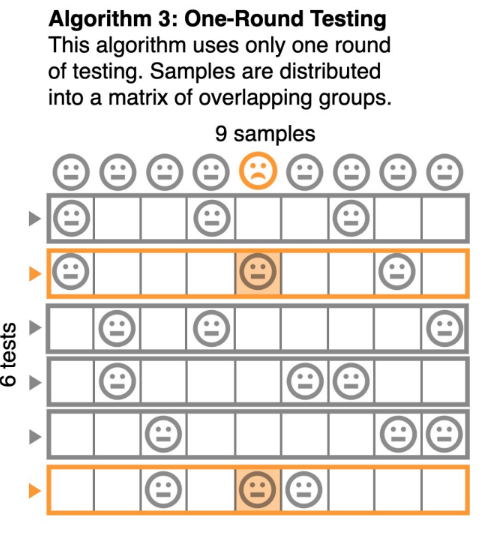 Algorithm 3: One-Round Testing
This algorithm uses only one round
of testing. Samples are distributed
into a matrix of overlapping groups.
9 samples
6 tests